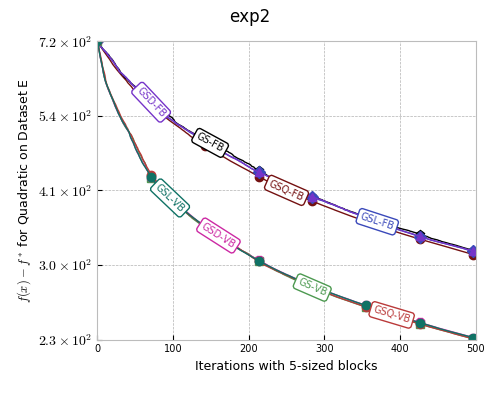 exp2
f(x) − f* for Quadratic on Dataset E
7.2 × 10²
5.4 × 10²
4.1 × 10²
3.0 × 10²
2.3 × 10²
GSD-FB
GS-FB
GSQ-FB
GSL-FB
GSL-VB
GSD-VB
GS-VB
GSQ-VB
0 100 200 300 400 500
Iterations with 5-sized blocks